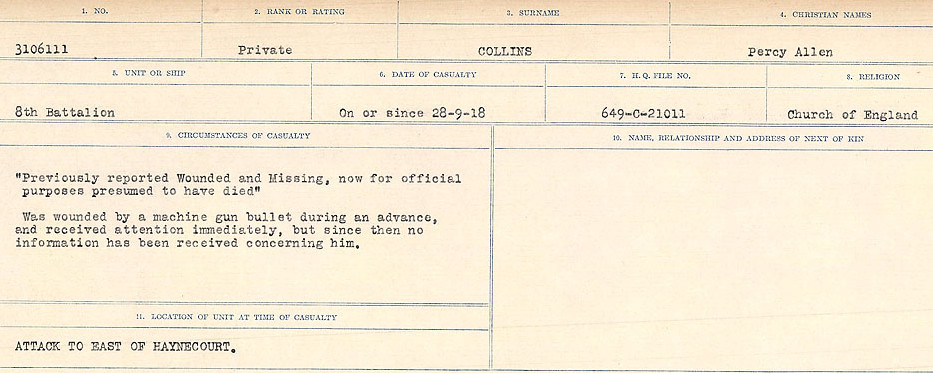 1. NO.
2. RANK OR RATING
3. SURNAME
4. CHRISTIAN NAMES
3106111
Private
COLLINS
Percy Allen
5. UNIT OR SHIP
6. DATE OF CASUALTY
7. H. Q. FILE NO.
8. RELIGION
8th Battalion
On or since 28-9-18
649-C-21011
Church of England
9. CIRCUMSTANCES OF CASUALTY
"Previously reported Wounded and Missing, now for official
purposes presumed to have died"
Was wounded by a machine gun bullet during an advance,
and received attention immediately, but since then no
information has been received concerning him.
10. NAME, RELATIONSHIP AND ADDRESS OF NEXT OF KIN
11. LOCATION OF UNIT AT TIME OF CASUALTY
ATTACK TO EAST OF HAYNECOURT.